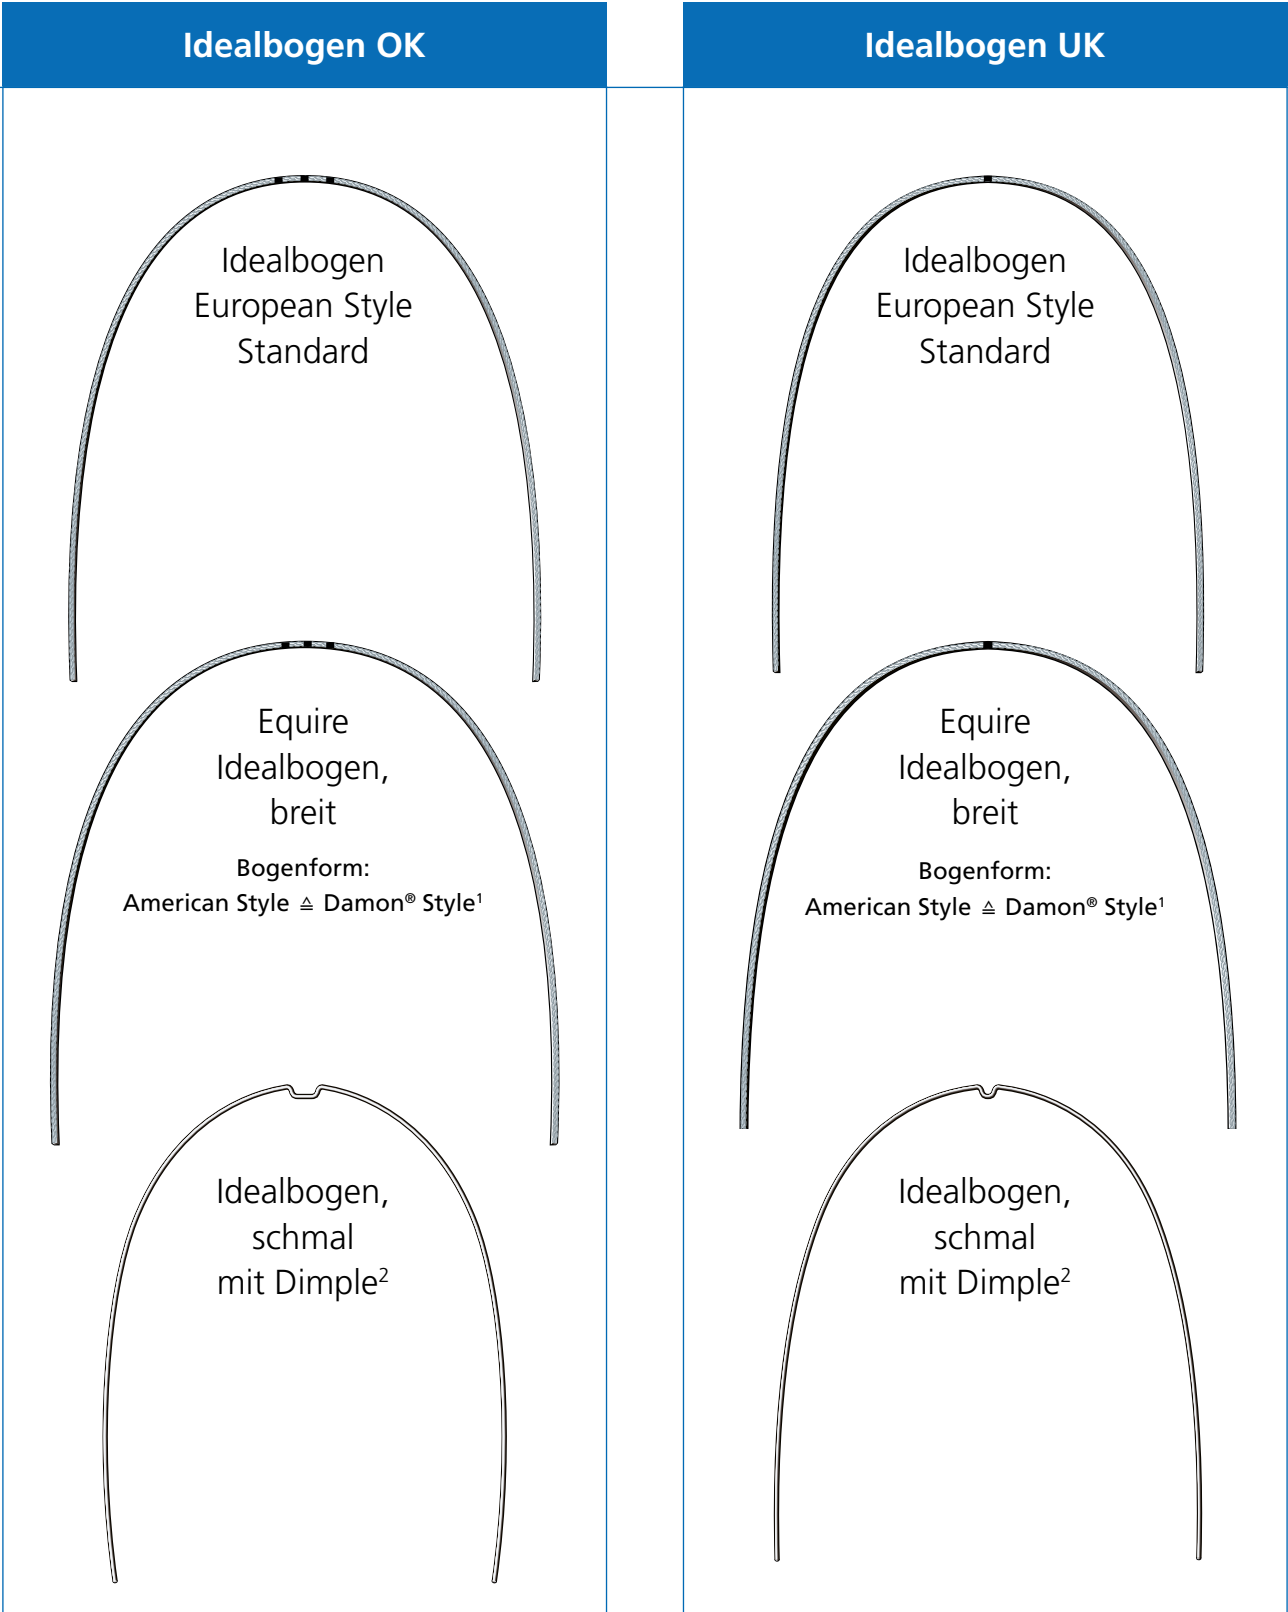 Idealbogen OK
Idealbogen
European Style
Standard
Equire
Idealbogen,
breit
Bogenform:
American Style ≙ Damon® Style¹
Idealbogen,
schmal
mit Dimple²
Idealbogen UK
Idealbogen
European Style
Standard
Equire
Idealbogen,
breit
Bogenform:
American Style ≙ Damon® Style¹
Idealbogen,
schmal
mit Dimple²